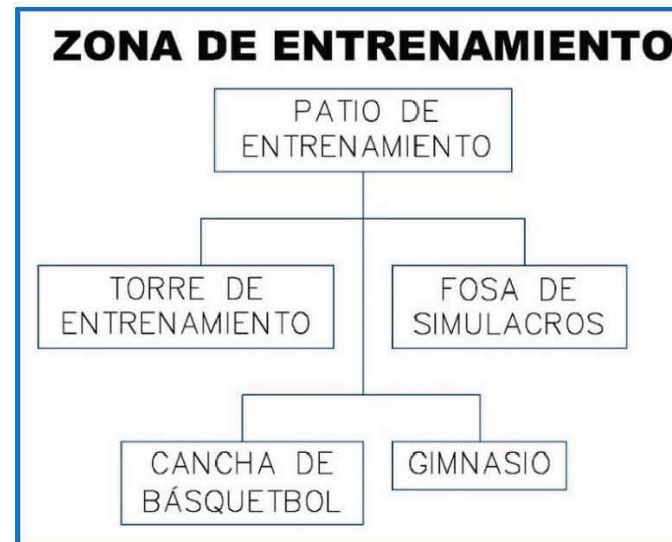 ZONA DE ENTRENAMIENTO
PATIO DE
ENTRENAMIENTO
TORRE DE
ENTRENAMIENTO
FOSA DE
SIMULACROS
CANCHA DE
BÁSQUETBOL
GIMNASIO